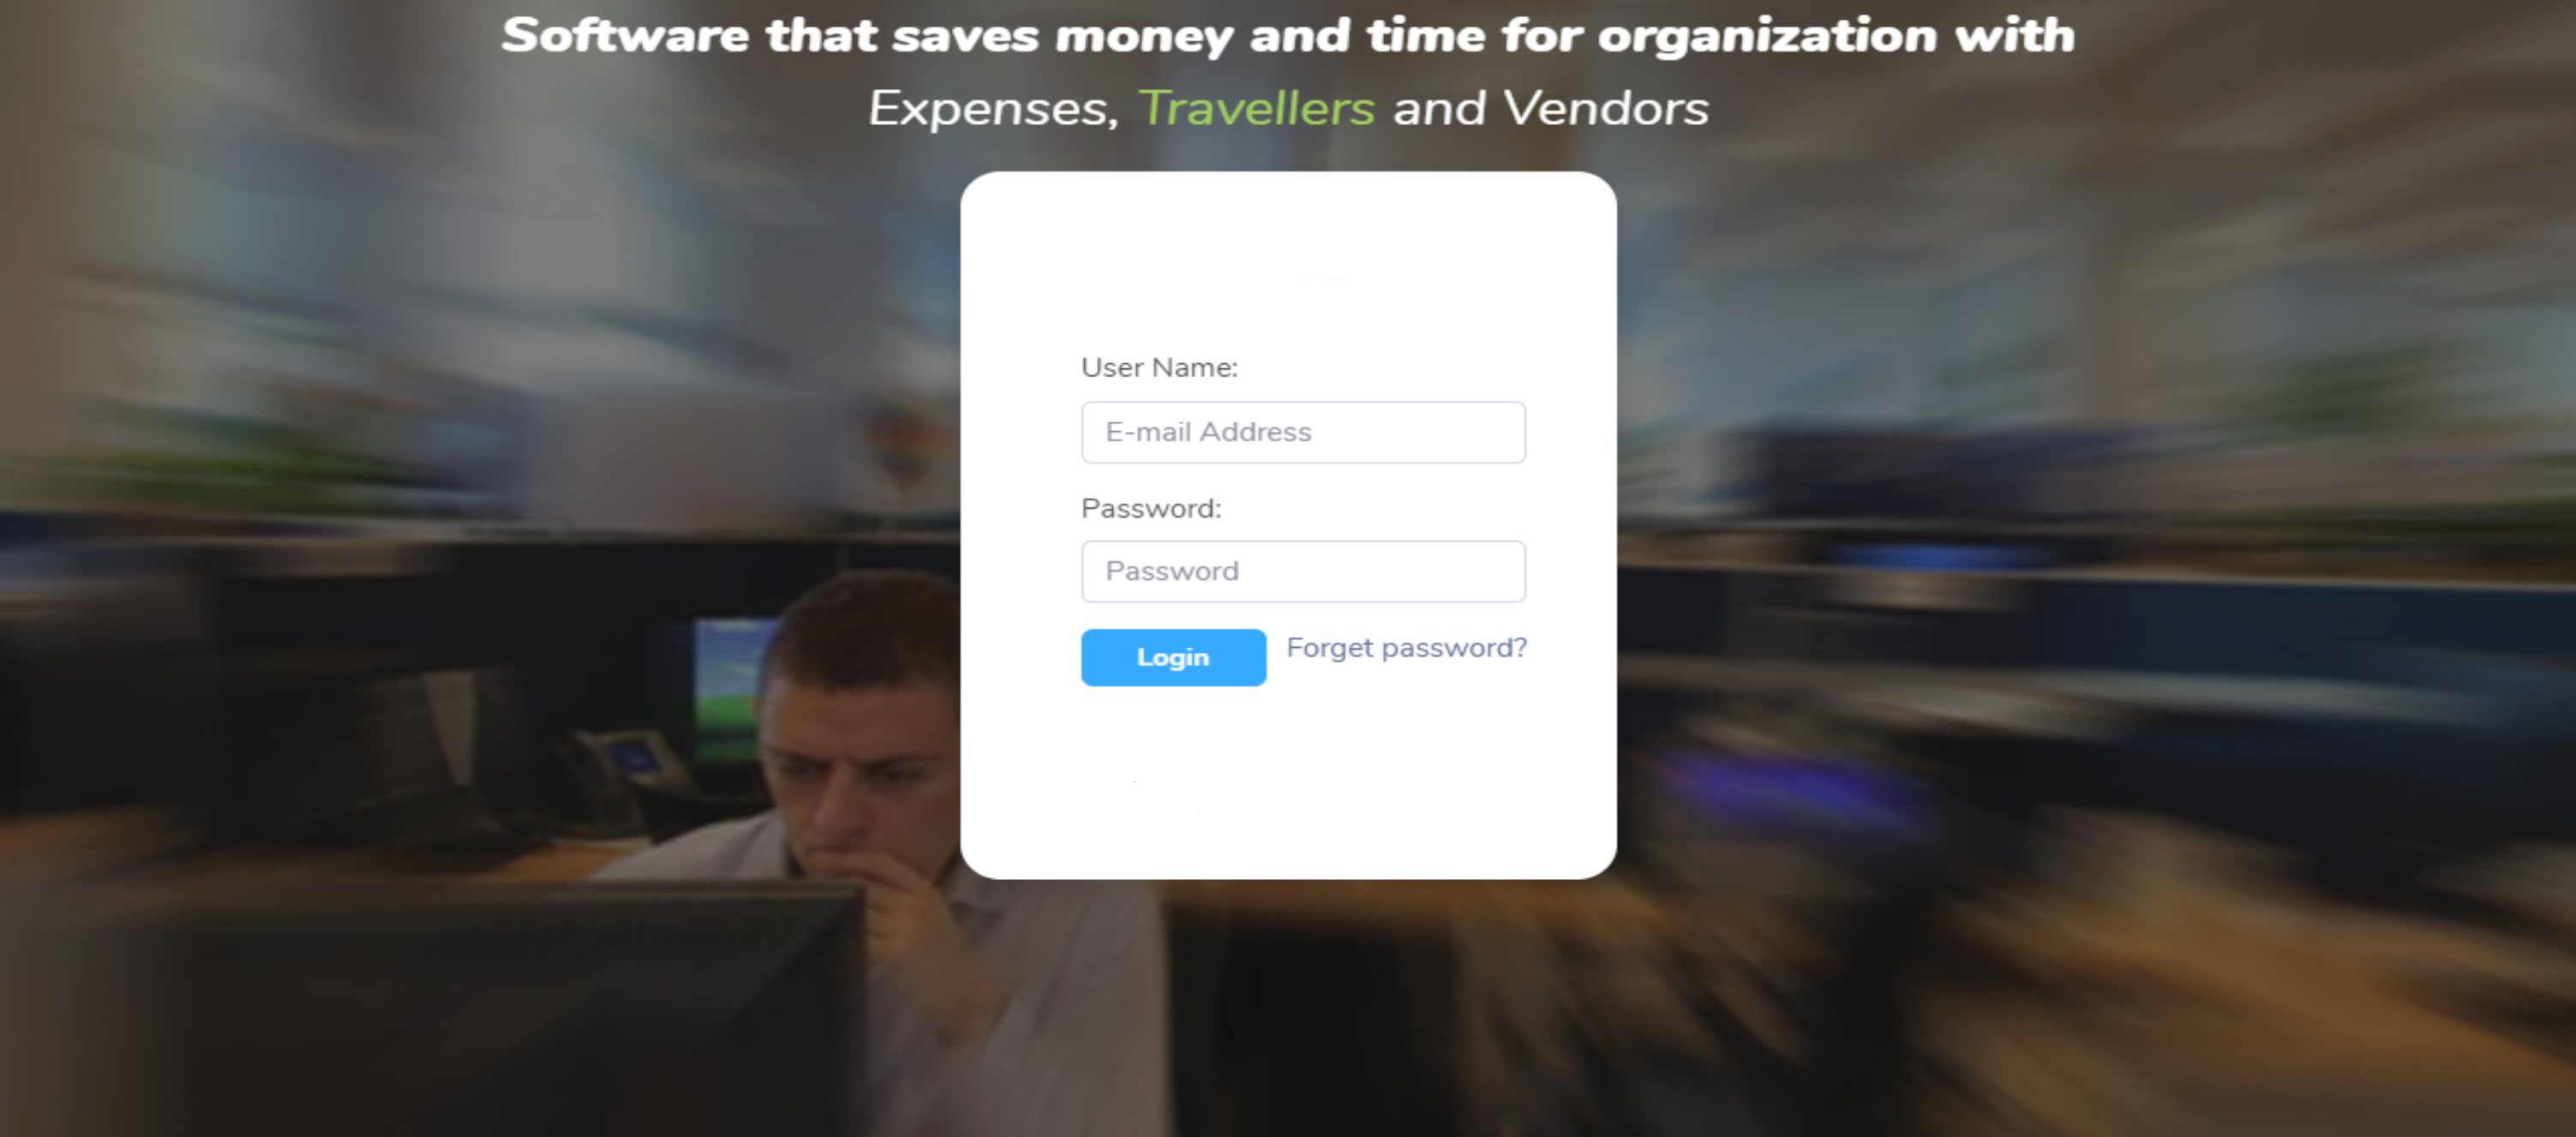 Software that saves money and time for organization with
Expenses, Travellers and Vendors
User Name:
E-mail Address
Password:
Password
Login Forget password?